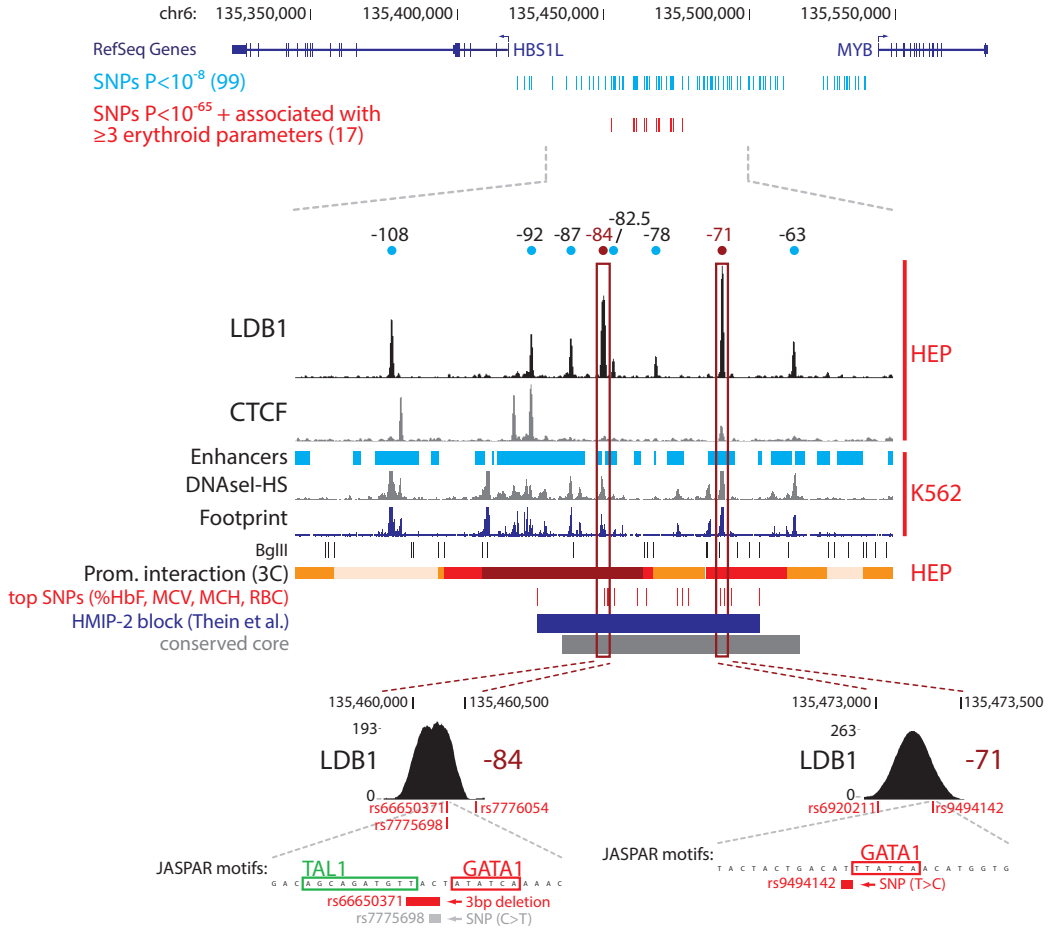 chr6: 135,350,000 135,400,000 135,450,000 135,500,000 135,550,000
RefSeq Genes HBS1L MYB
SNPs P<10⁻⁸ (99)
SNPs P<10⁻⁶⁵ + associated with
≥3 erythroid parameters (17)
-82.5
-108 -92 -87 -84 / -78 -71 -63
LDB1
HEP
CTCF
Enhancers
DNAseI-HS
K562
Footprint
BglII
Prom. interaction (3C) HEP
top SNPs (%HbF, MCV, MCH, RBC)
HMIP-2 block (Thein et al.)
conserved core
135,460,000 135,460,500 135,473,000 135,473,500
193- 263-
LDB1 -84 LDB1 -71
0 0
rs66650371 rs7776054 rs6920211 rs9494142
rs7775698
JASPAR motifs: TAL1 GATA1
GACAGCAGATGTTACTATATCAAAAC
rs66650371 3bp deletion
rs7775698 SNP (C>T)
JASPAR motifs: GATA1
TACTACTGACATTTATCAACATGGTG
rs9494142 SNP (T>C)